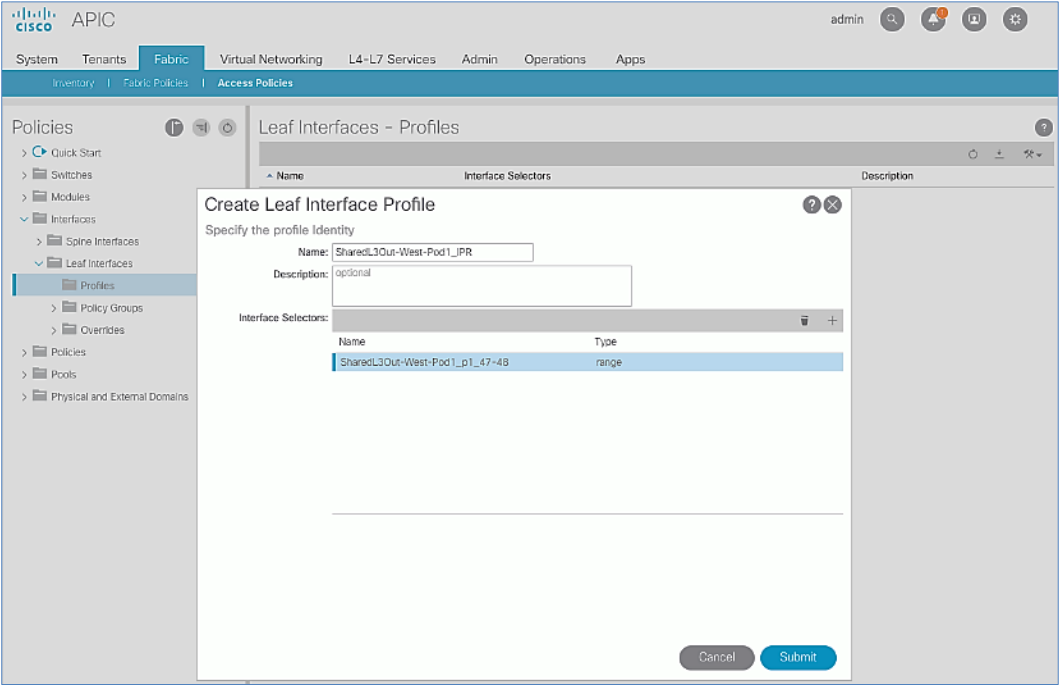 CISCO APIC admin 1
System Tenants Fabric Virtual Networking L4-L7 Services Admin Operations Apps
Inventory | Fabric Policies | Access Policies
Policies
Quick Start
Switches
Modules
Interfaces
Spine Interfaces
Leaf Interfaces
Profiles
Policy Groups
Overrides
Policies
Pools
Physical and External Domains
Leaf Interfaces - Profiles ?
Name Interface Selectors Description
Create Leaf Interface Profile ?
Specify the profile Identity
Name: SharedL3Out-West-Pod1_IPR
Description: optional
Interface Selectors:
Name Type
SharedL3Out-West-Pod1_p1_47-48 range
Cancel Submit